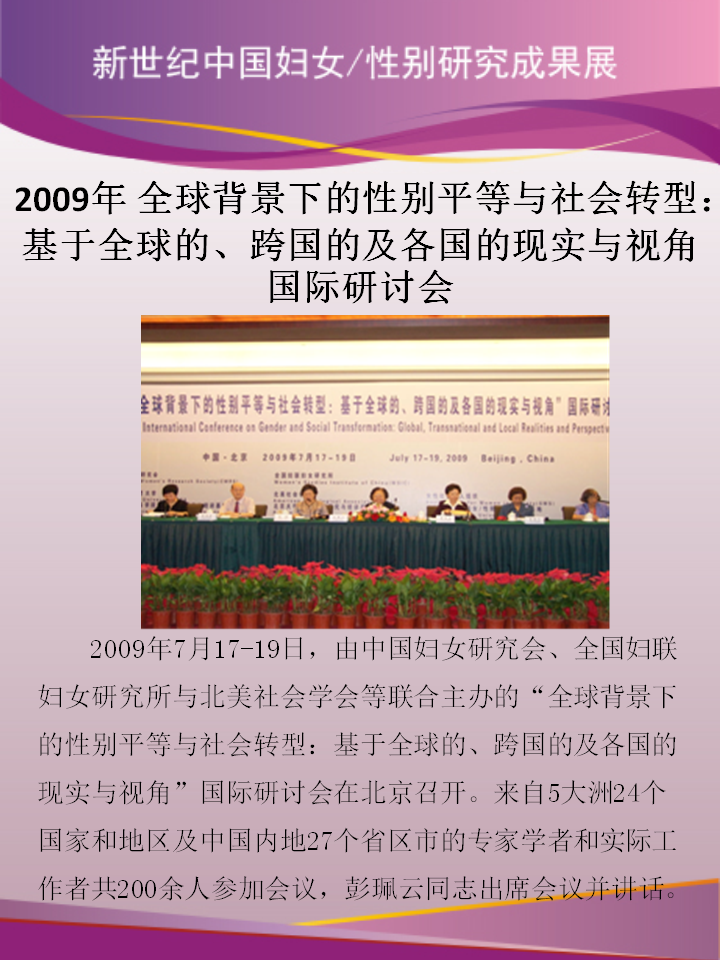 新世纪中国妇女/性别研究成果展
2009年 全球背景下的性别平等与社会转型：
基于全球的、跨国的及各国的现实与视角
国际研讨会
全球背景下的性别平等与社会转型：基于全球的、跨国的及各国的现实与视角”国际研讨
International Conference on Gender and Social Transformation: Global, Transnational and Local Realities and Perspectiv
中国·北京 2009年7月17-19日 July 17-19, 2009 Beijing, China
2009年7月17-19日，由中国妇女研究会、全国妇联
妇女研究所与北美社会学会等联合主办的“全球背景下
的性别平等与社会转型：基于全球的、跨国的及各国的
现实与视角”国际研讨会在北京召开。来自5大洲24个
国家和地区及中国内地27个省区市的专家学者和实际工
作者共200余人参加会议，彭珮云同志出席会议并讲话。